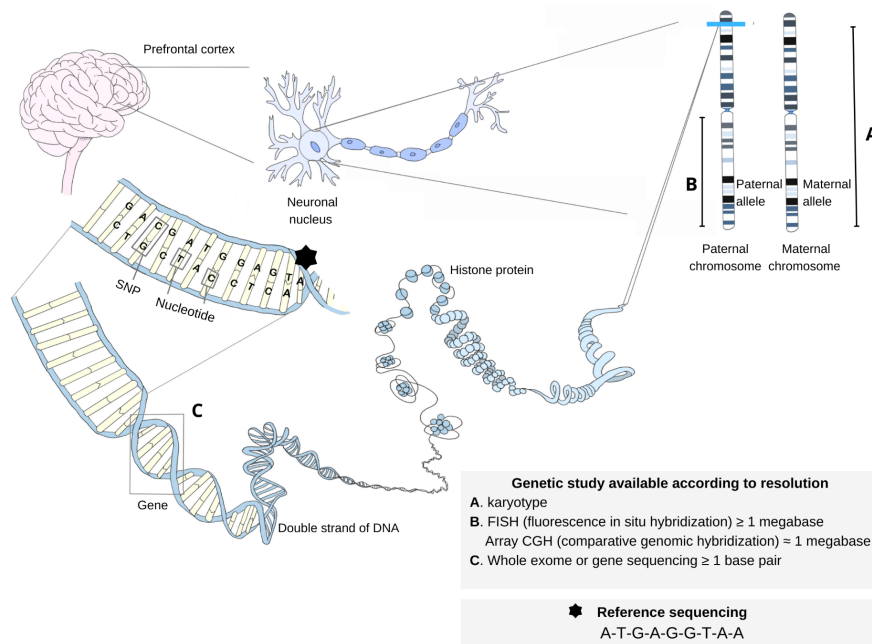 Prefrontal cortex
Neuronal
nucleus
A
B
Paternal
allele
Maternal
allele
Paternal
chromosome
Maternal
chromosome
G A C G A T G G A G T A
C T G C T A C C T C A
SNP
Nucleotide
Histone protein
C
Gene
Double strand of DNA
Genetic study available according to resolution
A. karyotype
B. FISH (fluorescence in situ hybridization) ≥ 1 megabase
Array CGH (comparative genomic hybridization) ≈ 1 megabase
C. Whole exome or gene sequencing ≥ 1 base pair
Reference sequencing
A-T-G-A-G-G-T-A-A